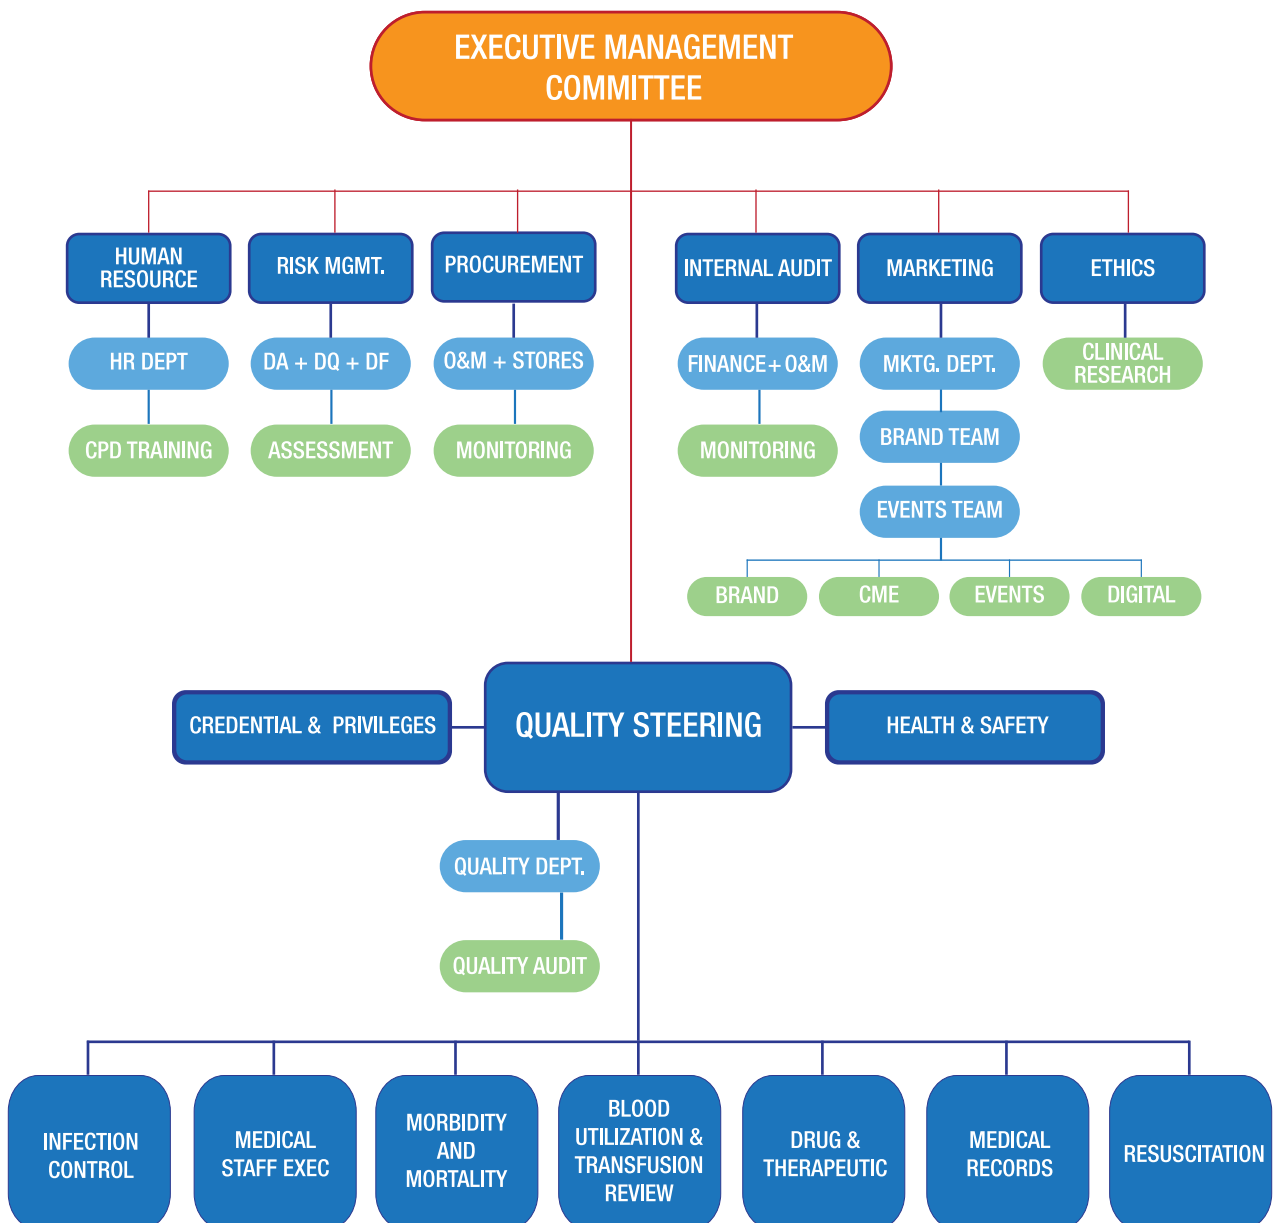 EXECUTIVE MANAGEMENT
COMMITTEE
HUMAN
RESOURCE
RISK MGMT.
PROCUREMENT
INTERNAL AUDIT
MARKETING
ETHICS
HR DEPT
DA + DQ + DF
O&M + STORES
FINANCE+O&M
MKTG. DEPT.
CLINICAL
RESEARCH
CPD TRAINING
ASSESSMENT
MONITORING
MONITORING
BRAND TEAM
EVENTS TEAM
BRAND
CME
EVENTS
DIGITAL
CREDENTIAL & PRIVILEGES
QUALITY STEERING
HEALTH & SAFETY
QUALITY DEPT.
QUALITY AUDIT
INFECTION
CONTROL
MEDICAL
STAFF EXEC
MORBIDITY
AND
MORTALITY
BLOOD
UTILIZATION &
TRANSFUSION
REVIEW
DRUG &
THERAPEUTIC
MEDICAL
RECORDS
RESUSCITATION